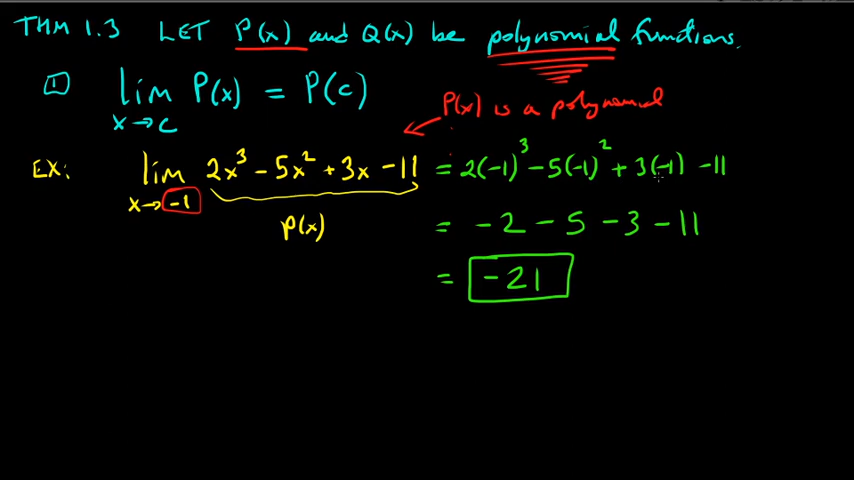 THM 1.3 LET P(x) and Q(x) be polynomial functions.
① lim x→c P(x) = P(c)
P(x) is a polynomial
EX: lim x→-1 2x³ - 5x² + 3x - 11 = 2(-1)³ - 5(-1)² + 3(-1) - 11
P(x)
= -2 - 5 - 3 - 11
= -21